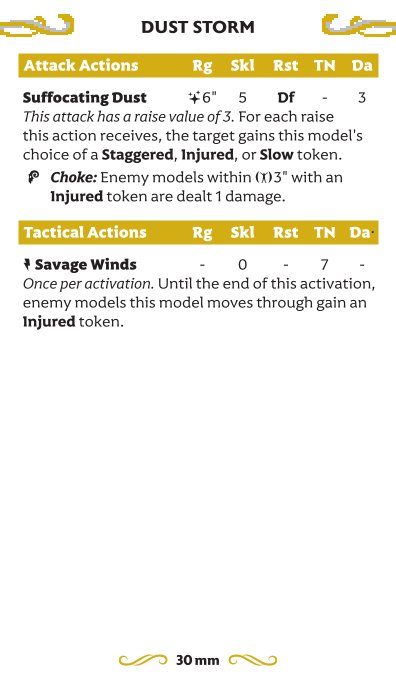 DUST STORM
Attack Actions Rg Skl Rst TN Da
Suffocating Dust 6" 5 Df - 3
This attack has a raise value of 3. For each raise
this action receives, the target gains this model's
choice of a Staggered, Injured, or Slow token.
Choke: Enemy models within 3" with an
Injured token are dealt 1 damage.
Tactical Actions Rg Skl Rst TN Da
Savage Winds - 0 - 7 -
Once per activation. Until the end of this activation,
enemy models this model moves through gain an
Injured token.
30 mm